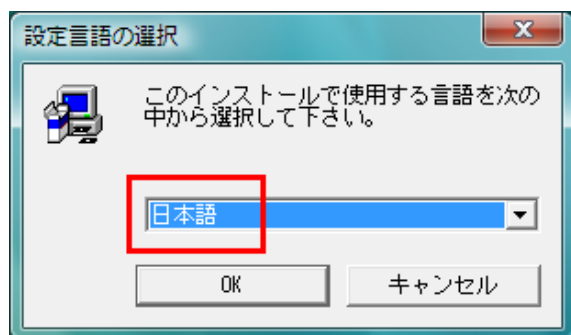 設定言語の選択
このインストールで使用する言語を次の
中から選択して下さい。
日本語
OK
キャンセル